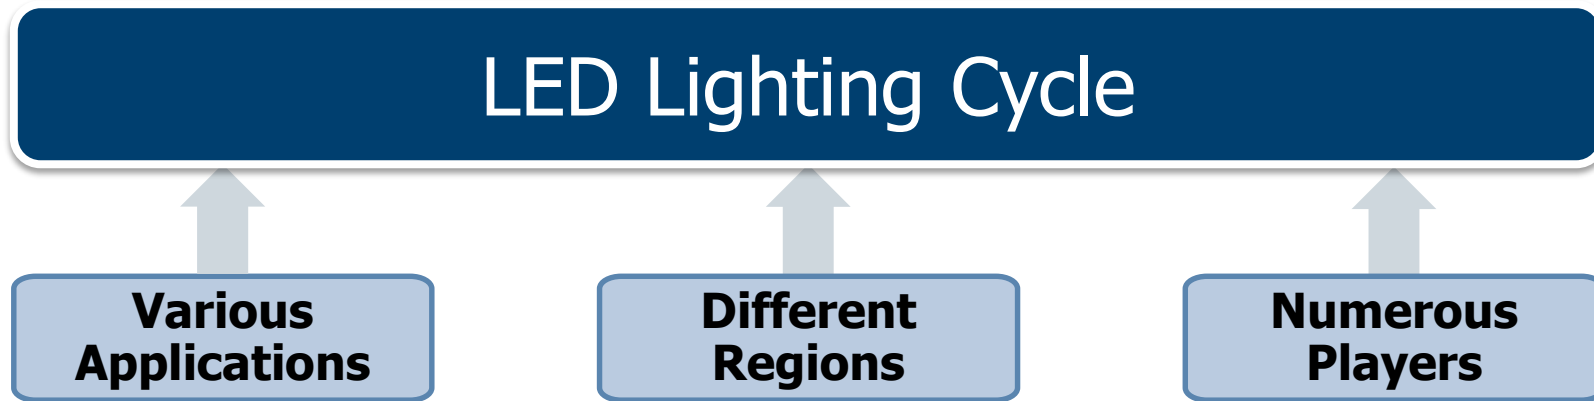 LED Lighting Cycle
Various
Applications
Different
Regions
Numerous
Players